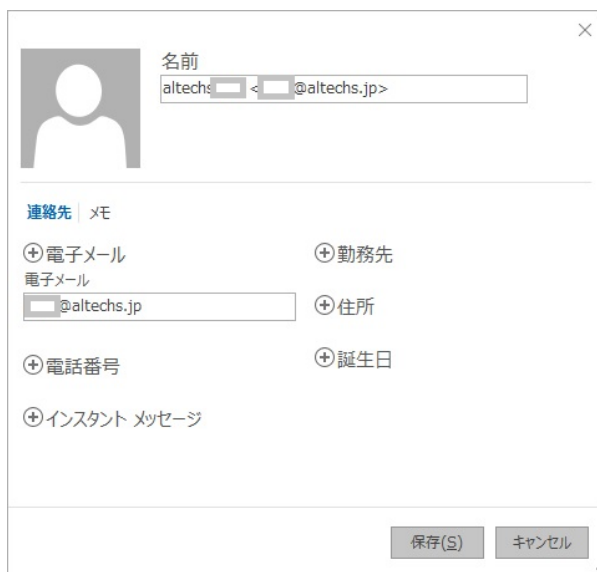 名前
altechs < @altechs.jp>
連絡先 メモ
電子メール
電子メール
@altechs.jp
電話番号
インスタント メッセージ
勤務先
住所
誕生日
保存(S) キャンセル